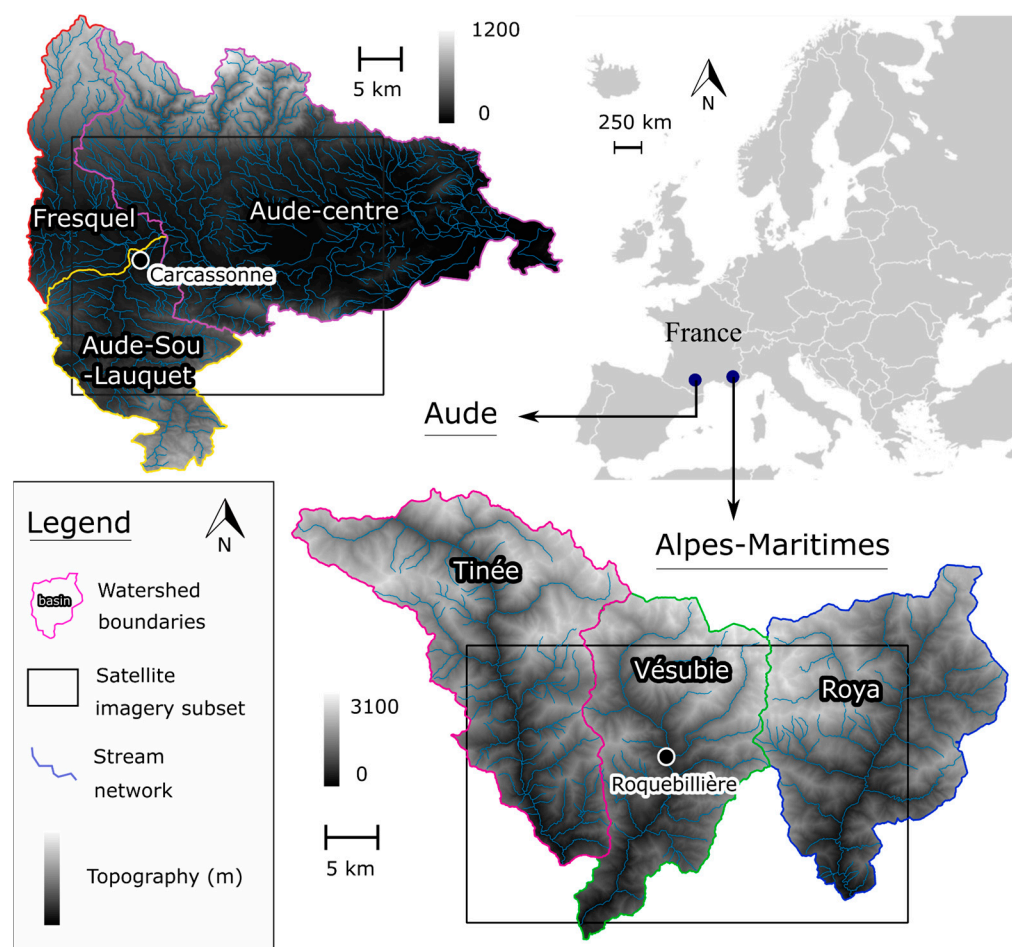 1200
0
5 km
Fresquel
Aude-centre
Carcassonne
Aude-Sou
-Lauquet
N
250 km
France
Aude
Alpes-Maritimes
Legend
N
basin
Watershed
boundaries
Satellite
imagery subset
Stream
network
Topography (m)
Tinée
Vésubie
Roya
Roquebillière
3100
0
5 km